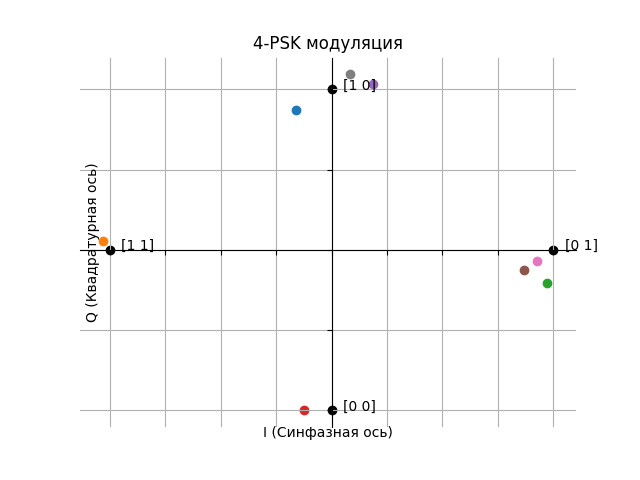 4-PSK модуляция
[1 0]
[1 1]
[0 1]
Q (Квадратурная ось)
[0 0]
I (Синфазная ось)